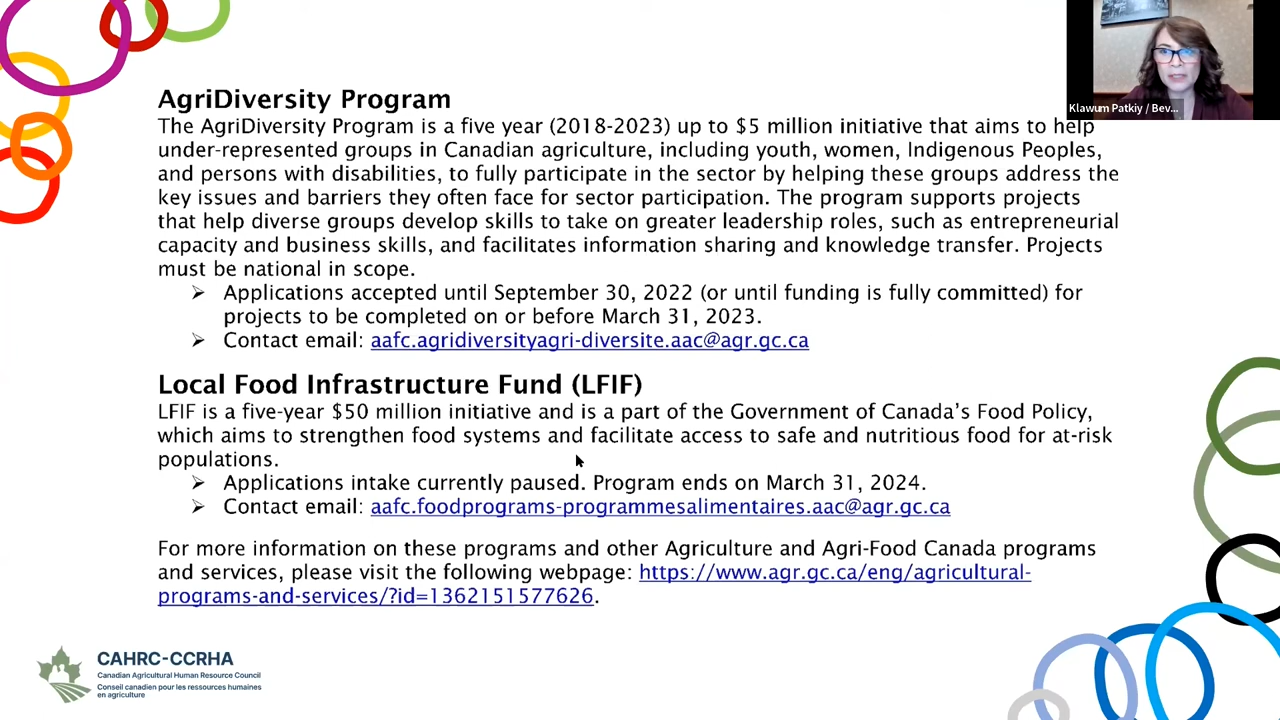 Klawum Patkiy / Bev...
AgriDiversity Program
The AgriDiversity Program is a five year (2018-2023) up to $5 million initiative that aims to help
under-represented groups in Canadian agriculture, including youth, women, Indigenous Peoples,
and persons with disabilities, to fully participate in the sector by helping these groups address the
key issues and barriers they often face for sector participation. The program supports projects
that help diverse groups develop skills to take on greater leadership roles, such as entrepreneurial
capacity and business skills, and facilitates information sharing and knowledge transfer. Projects
must be national in scope.
➢ Applications accepted until September 30, 2022 (or until funding is fully committed) for
projects to be completed on or before March 31, 2023.
➢ Contact email: aafc.agridiversityagri-diversite.aac@agr.gc.ca
Local Food Infrastructure Fund (LFIF)
LFIF is a five-year $50 million initiative and is a part of the Government of Canada's Food Policy,
which aims to strengthen food systems and facilitate access to safe and nutritious food for at-risk
populations.
➢ Applications intake currently paused. Program ends on March 31, 2024.
➢ Contact email: aafc.foodprograms-programmesalimentaires.aac@agr.gc.ca
For more information on these programs and other Agriculture and Agri-Food Canada programs
and services, please visit the following webpage: https://www.agr.gc.ca/eng/agricultural-
programs-and-services/?id=1362151577626.
CAHRC-CCRHA
Canadian Agricultural Human Resource Council
Conseil canadien pour les ressources humaines
en agriculture